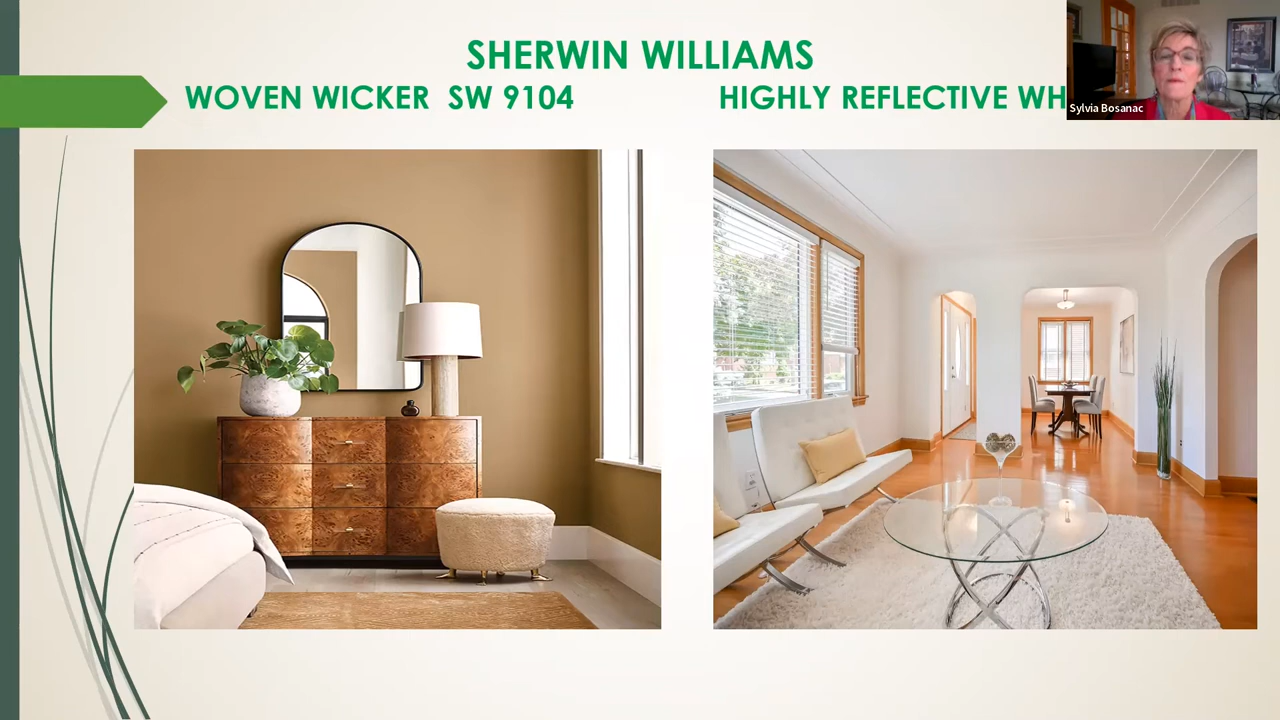 SHERWIN WILLIAMS
WOVEN WICKER SW 9104
HIGHLY REFLECTIVE WH
Sylvia Bosanac